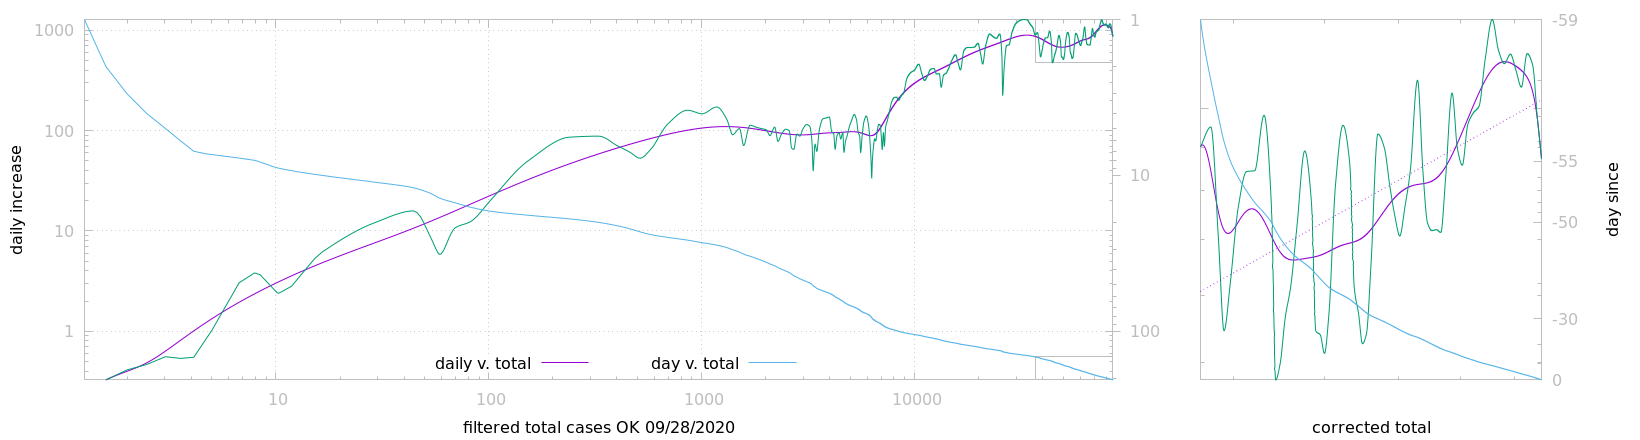 1000
100
10
1
daily increase
10
100
1000
10000
filtered total cases OK 09/28/2020
daily v. total
day v. total
1
10
100
-59
-55
-50
-30
0
day since
corrected total